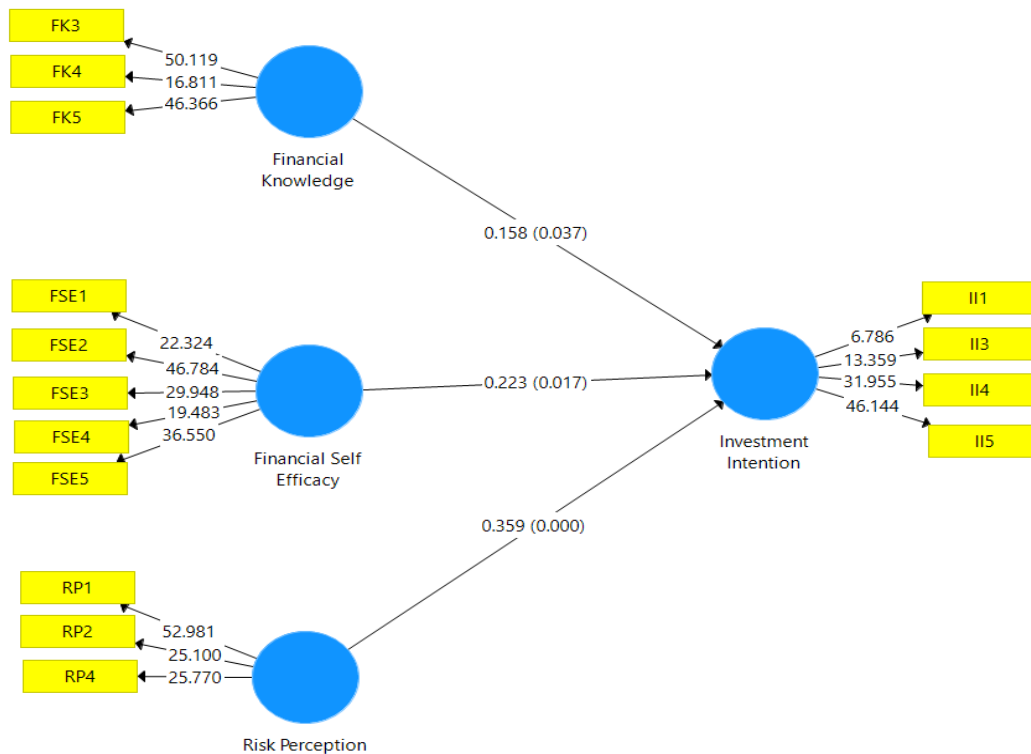 FK3
50.119
FK4
16.811
FK5
46.366
Financial
Knowledge
0.158 (0.037)
FSE1
22.324
FSE2
46.784
FSE3
29.948
FSE4
19.483
FSE5
36.550
Financial Self
Efficacy
0.223 (0.017)
II1
6.786
II3
13.359
II4
31.955
II5
46.144
Investment
Intention
0.359 (0.000)
RP1
52.981
RP2
25.100
RP4
25.770
Risk Perception